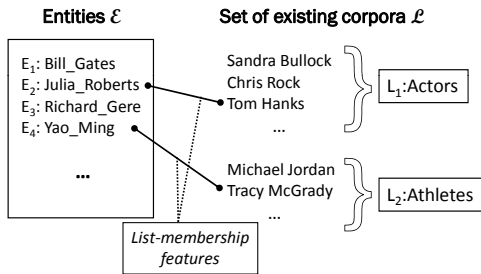 Entities ℰ
E₁: Bill_Gates
E₂: Julia_Roberts
E₃: Richard_Gere
E₄: Yao_Ming
...
Set of existing corpora ℒ
Sandra Bullock
Chris Rock
Tom Hanks
...
L₁:Actors
Michael Jordan
Tracy McGrady
...
L₂:Athletes
List-membership
features